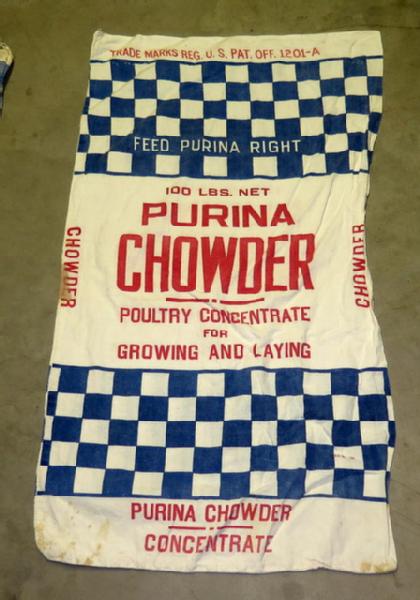 TRADE MARKS REG. U. S. PAT. OFF. 1201-A
FEED PURINA RIGHT
100 LBS. NET
PURINA
CHOWDER
CHOWDER
CHOWDER
POULTRY CONCENTRATE
FOR
GROWING AND LAYING
PURINA CHOWDER
CONCENTRATE